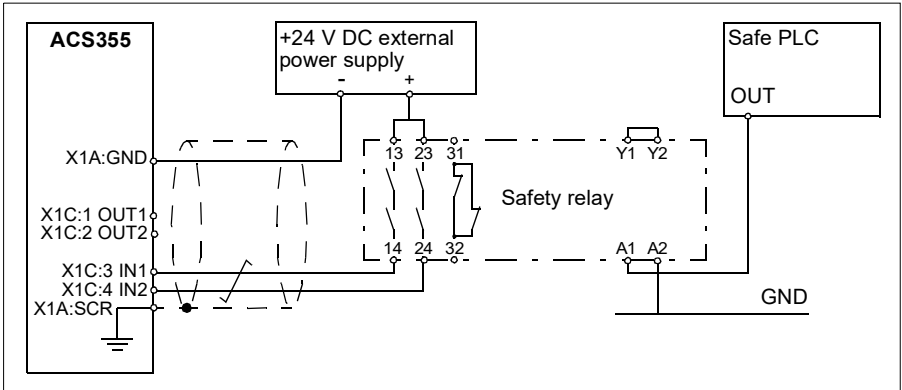 ACS355
+24 V DC external
power supply
- +
Safe PLC
OUT
13 23 31
Y1 Y2
X1A:GND
Safety relay
X1C:1 OUT1
X1C:2 OUT2
14 24 32
A1 A2
X1C:3 IN1
X1C:4 IN2
X1A:SCR
GND